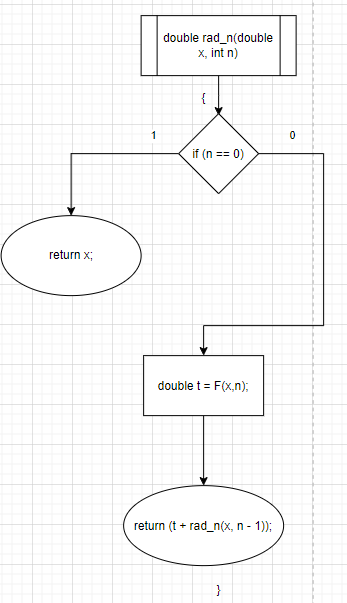 double rad_n(double
x, int n)
{
1
0
if (n == 0)
return x;
double t = F(x,n);
return (t + rad_n(x, n - 1));
}